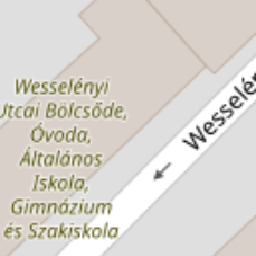 Wesselényi
Utcai Bölcsőde,
Óvoda,
Általános
Iskola,
Gimnázium
és Szakiskola